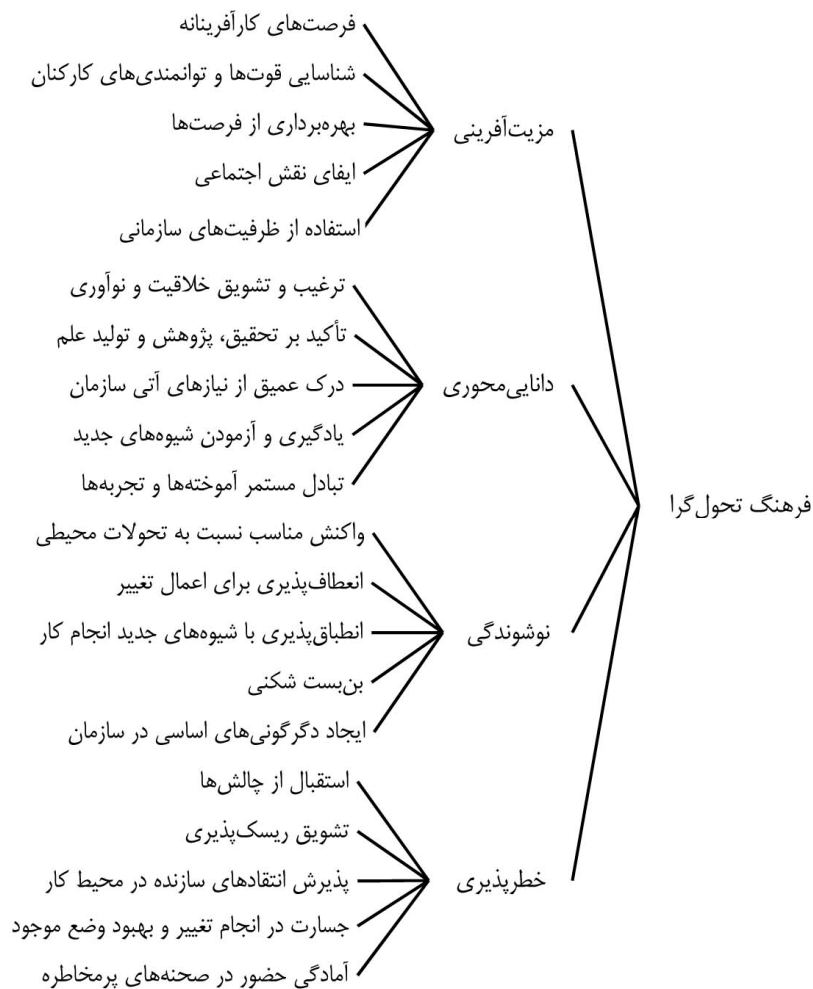 فرهنگ تحول‌گرا
مزیت‌آفرینی
فرصت‌های کارآفرینانه
شناسایی قوت‌ها و توانمندی‌های کارکنان
بهره‌برداری از فرصت‌ها
ایفای نقش اجتماعی
استفاده از ظرفیت‌های سازمانی
دانایی‌محوری
ترغیب و تشویق خلاقیت و نوآوری
تأکید بر تحقیق، پژوهش و تولید علم
درک عمیق از نیازهای آتی سازمان
یادگیری و آزمودن شیوه‌های جدید
تبادل مستمر آموخته‌ها و تجربه‌ها
نوشوندگی
واکنش مناسب نسبت به تحولات محیطی
انعطاف‌پذیری برای اعمال تغییر
انطباق‌پذیری با شیوه‌های جدید انجام کار
بن‌بست شکنی
ایجاد دگرگونی‌های اساسی در سازمان
خطرپذیری
استقبال از چالش‌ها
تشویق ریسک‌پذیری
پذیرش انتقادهای سازنده در محیط کار
جسارت در انجام تغییر و بهبود وضع موجود
آمادگی حضور در صحنه‌های پرمخاطره